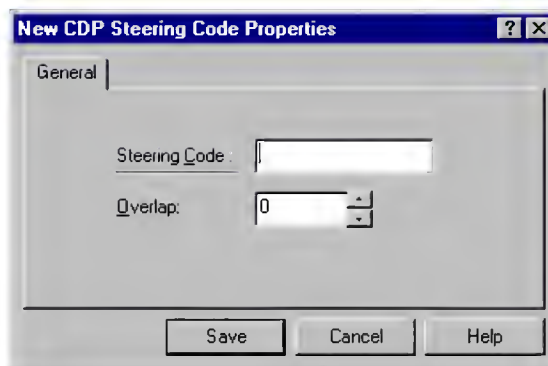 New CDP Steering Code Properties ? X
General
Steering Code :
Overlap: 0
Save Cancel Help